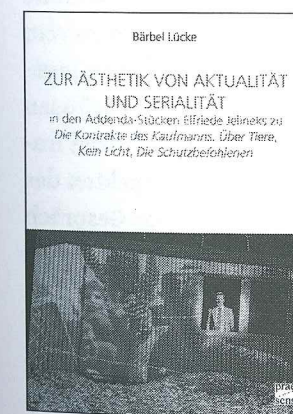 Bärbel Lücke
ZUR ÄSTHETIK VON AKTUALITÄT
UND SERIALITÄT
in den Addenda-Stücken Elfriede Jelineks zu
Die Kontrakte des Kaufmanns. Über Tiere,
Kein Licht, Die Schutzbefohlenen